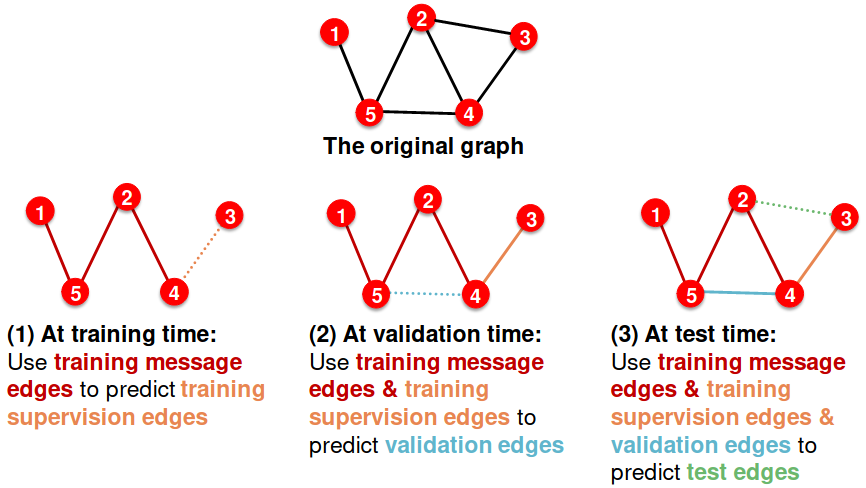 1
2
3
5
4
The original graph
1
2
3
5
4
(1) At training time:
Use training message
edges to predict training
supervision edges
1
2
3
5
4
(2) At validation time:
Use training message
edges & training
supervision edges to
predict validation edges
1
2
3
5
4
(3) At test time:
Use training message
edges & training
supervision edges &
validation edges to
predict test edges